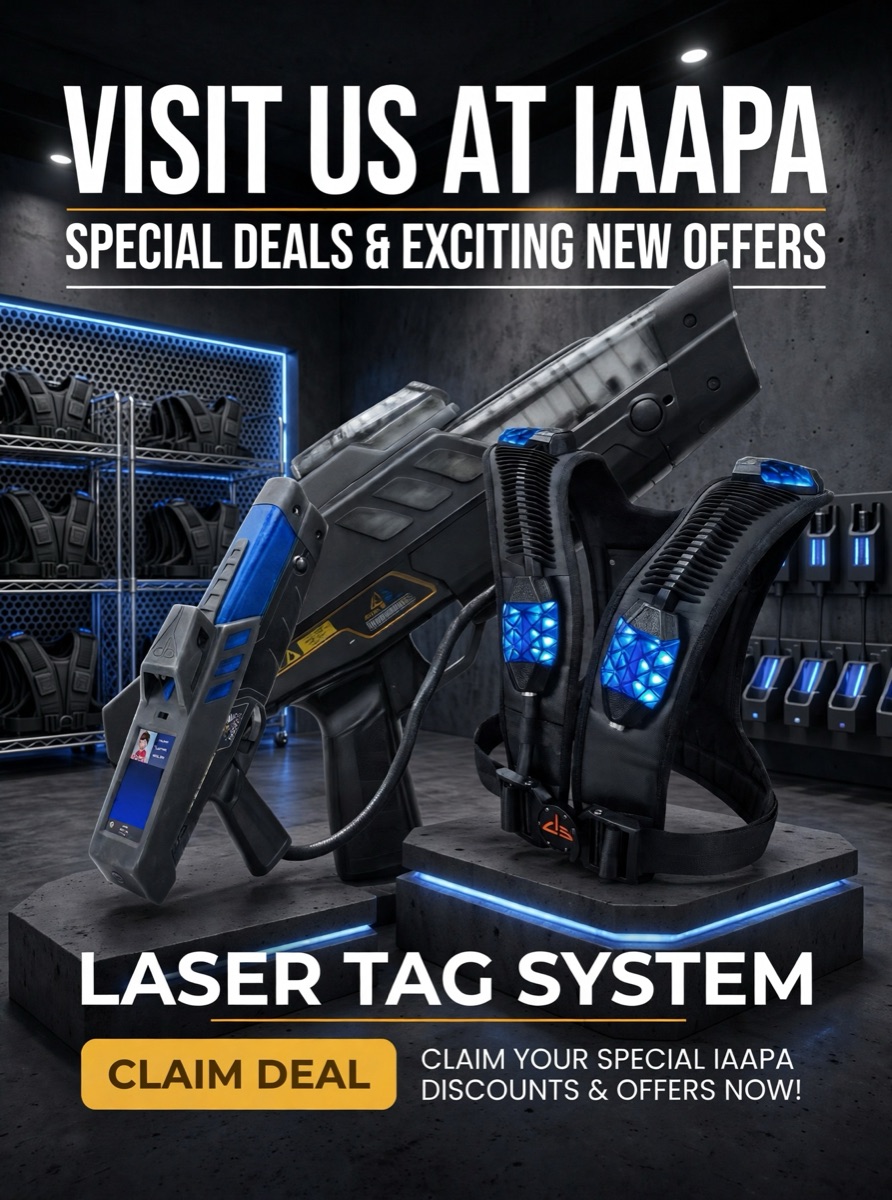 VISIT US AT IAAPA
SPECIAL DEALS & EXCITING NEW OFFERS
LASER TAG SYSTEM
CLAIM DEAL
CLAIM YOUR SPECIAL IAAPA
DISCOUNTS & OFFERS NOW!